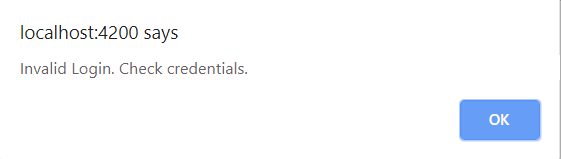 localhost:4200 says
Invalid Login. Check credentials.
OK